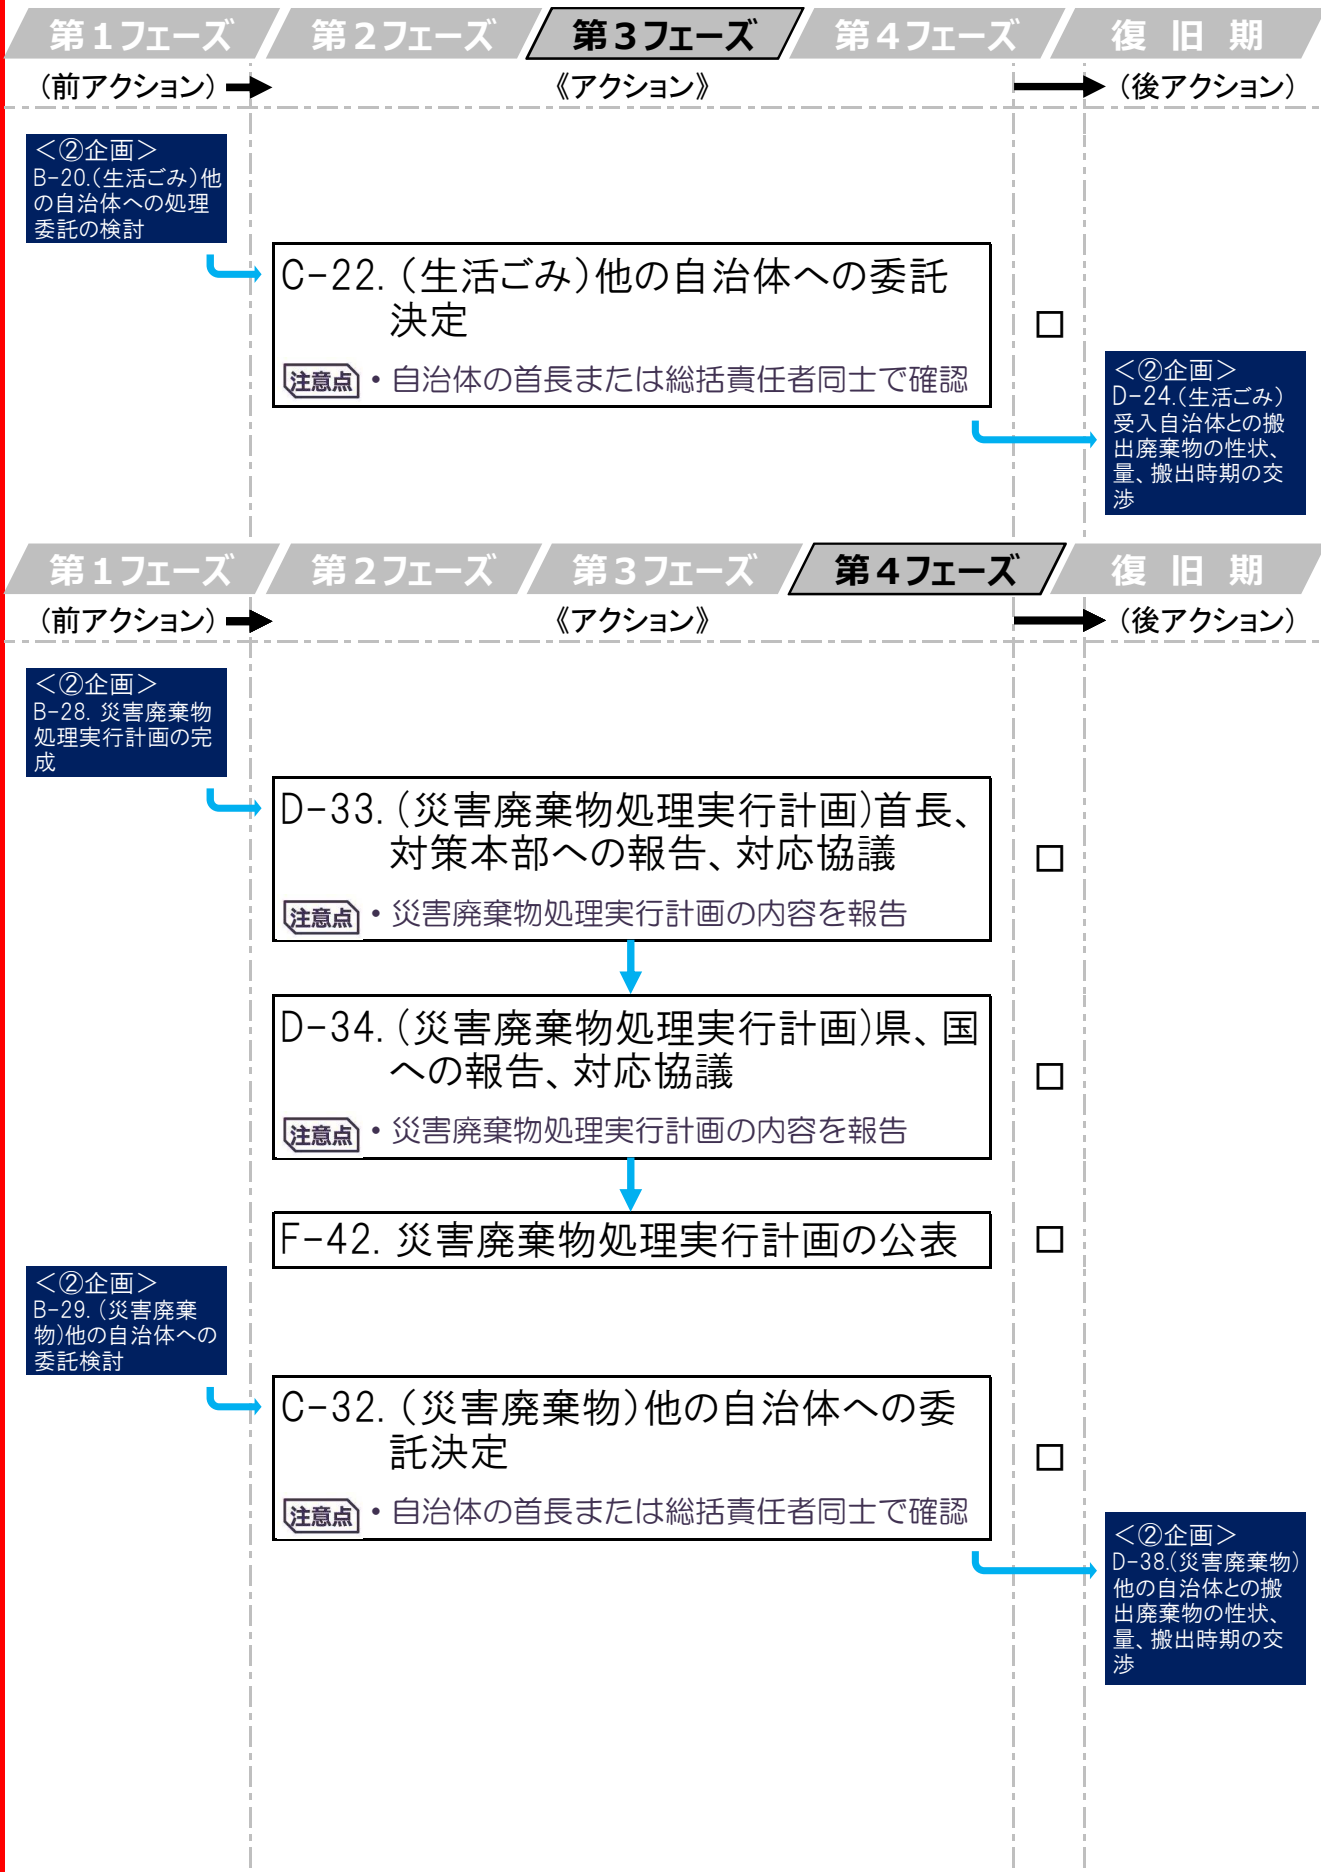 第1フェーズ 第2フェーズ 第3フェーズ 第4フェーズ 復 旧 期
(前アクション) 《アクション》 (後アクション)
＜②企画＞
B-20.(生活ごみ)他
の自治体への処理
委託の検討
C-22.(生活ごみ)他の自治体への委託
決定
注意点 ・自治体の首長または総括責任者同士で確認
□
＜②企画＞
D-24.(生活ごみ)
受入自治体との搬
出廃棄物の性状、
量、搬出時期の交
渉
第1フェーズ 第2フェーズ 第3フェーズ 第4フェーズ 復 旧 期
(前アクション) 《アクション》 (後アクション)
＜②企画＞
B-28. 災害廃棄物
処理実行計画の完
成
D-33.(災害廃棄物処理実行計画)首長、
対策本部への報告、対応協議
注意点 ・災害廃棄物処理実行計画の内容を報告
□
D-34.(災害廃棄物処理実行計画)県、国
への報告、対応協議
注意点 ・災害廃棄物処理実行計画の内容を報告
□
F-42. 災害廃棄物処理実行計画の公表
□
＜②企画＞
B-29.(災害廃棄
物)他の自治体への
委託検討
C-32.(災害廃棄物)他の自治体への委
託決定
注意点 ・自治体の首長または総括責任者同士で確認
□
＜②企画＞
D-38.(災害廃棄物)
他の自治体との搬
出廃棄物の性状、
量、搬出時期の交
渉